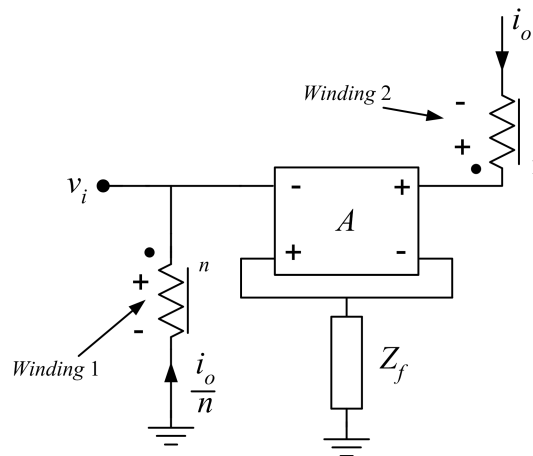 i_o
Winding 2
-
+
v_i
- +
A
+ -
n
+
-
Winding 1
i_o
n
Z_f